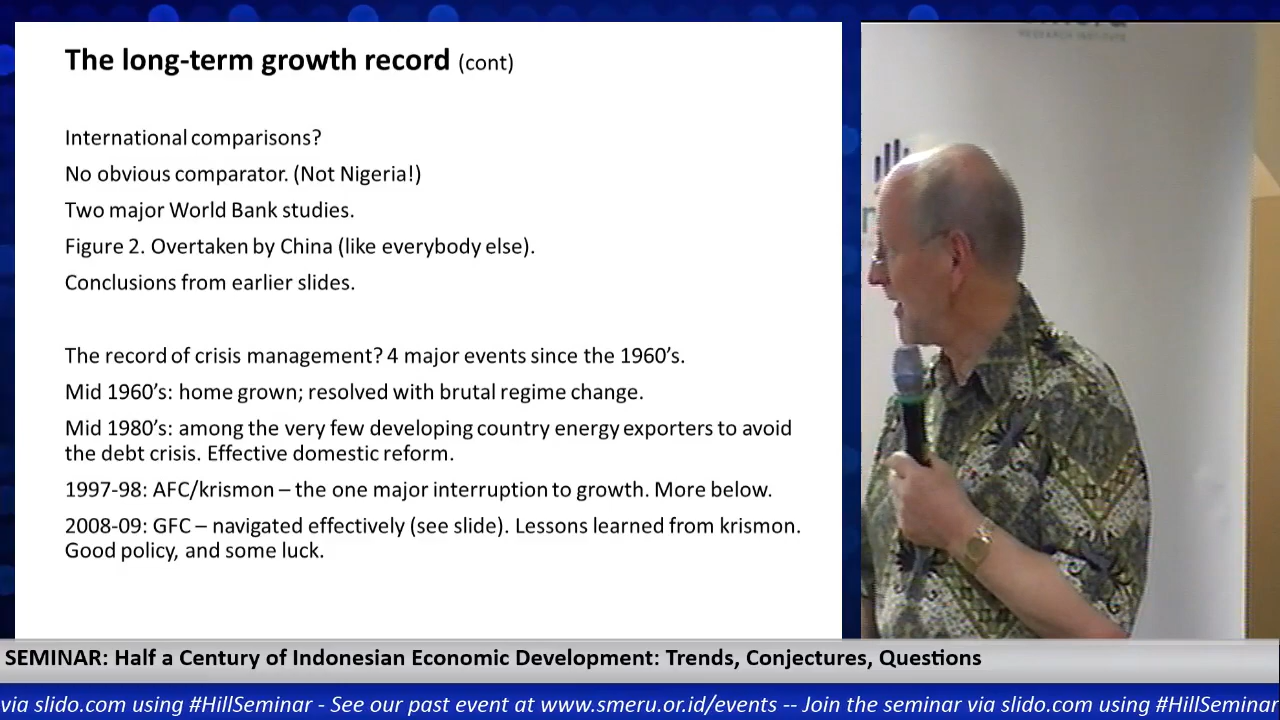 The long-term growth record (cont)
International comparisons?
No obvious comparator. (Not Nigeria!)
Two major World Bank studies.
Figure 2. Overtaken by China (like everybody else).
Conclusions from earlier slides.
The record of crisis management? 4 major events since the 1960’s.
Mid 1960’s: home grown; resolved with brutal regime change.
Mid 1980’s: among the very few developing country energy exporters to avoid
the debt crisis. Effective domestic reform.
1997-98: AFC/krismon – the one major interruption to growth. More below.
2008-09: GFC – navigated effectively (see slide). Lessons learned from krismon.
Good policy, and some luck.
SEMINAR: Half a Century of Indonesian Economic Development: Trends, Conjectures, Questions
via slido.com using #HillSeminar - See our past event at www.smeru.or.id/events -- Join the seminar via slido.com using #HillSeminar